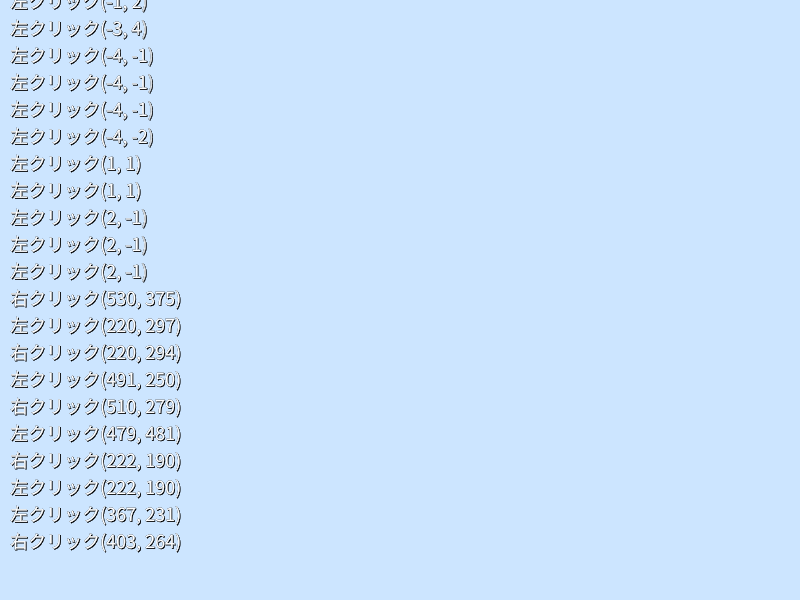 左クリック(-1, 2)
左クリック(-3, 4)
左クリック(-4, -1)
左クリック(-4, -1)
左クリック(-4, -1)
左クリック(-4, -2)
左クリック(1, 1)
左クリック(1, 1)
左クリック(2, -1)
左クリック(2, -1)
左クリック(2, -1)
右クリック(530, 375)
左クリック(220, 297)
右クリック(220, 294)
左クリック(491, 250)
右クリック(510, 279)
左クリック(479, 481)
右クリック(222, 190)
左クリック(222, 190)
左クリック(367, 231)
右クリック(403, 264)